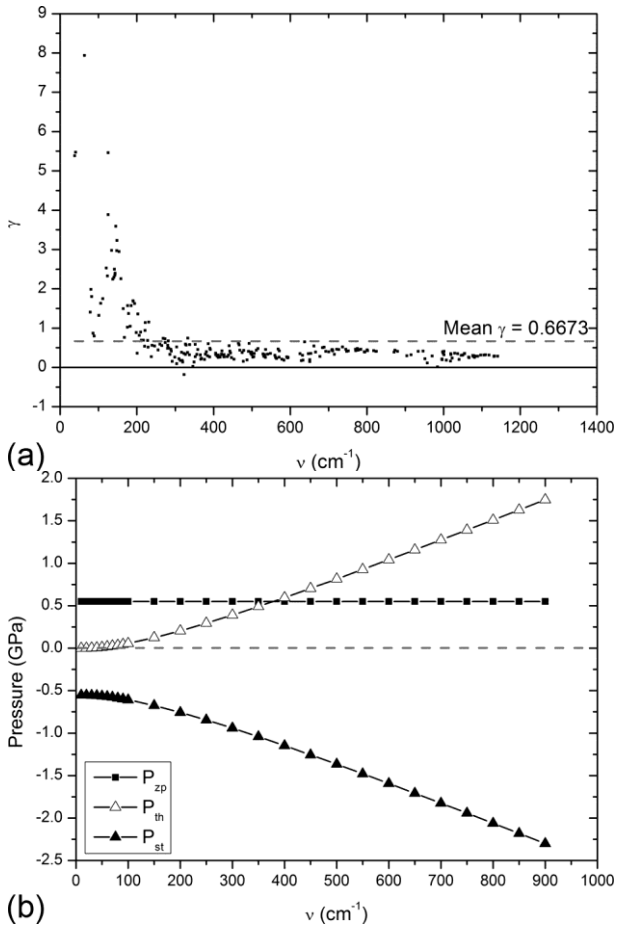 9
8
7
6
5
4
3
2
1
0
-1
γ
Mean γ = 0.6673
0 200 400 600 800 1000 1200 1400
ν (cm-1)
(a)
2.0
1.5
1.0
0.5
0.0
-0.5
-1.0
-1.5
-2.0
-2.5
Pressure (GPa)
Pzp
Pth
Pst
0 100 200 300 400 500 600 700 800 900 1000
ν (cm-1)
(b)